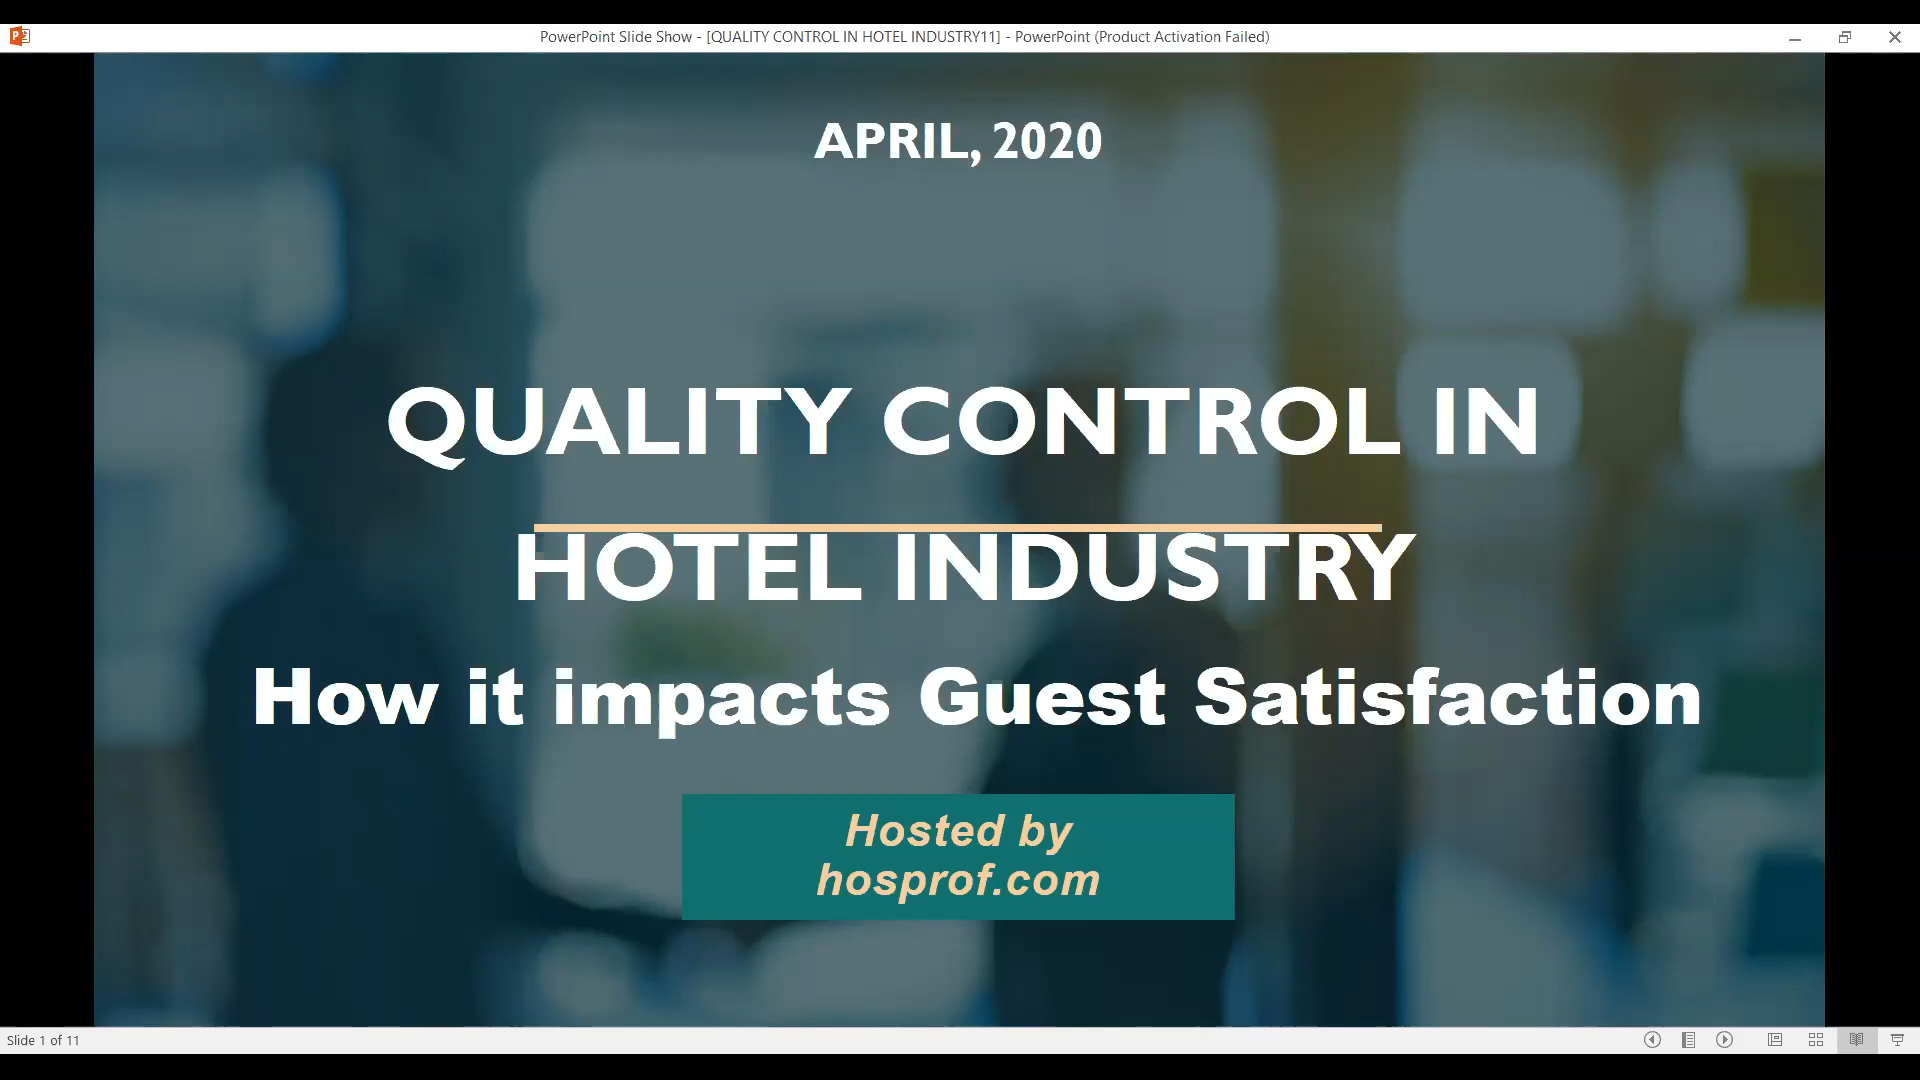 PowerPoint Slide Show - [QUALITY CONTROL IN HOTEL INDUSTRY11] - PowerPoint (Product Activation Failed)
APRIL, 2020
QUALITY CONTROL IN
HOTEL INDUSTRY
How it impacts Guest Satisfaction
Hosted by
hosprof.com
Slide 1 of 11